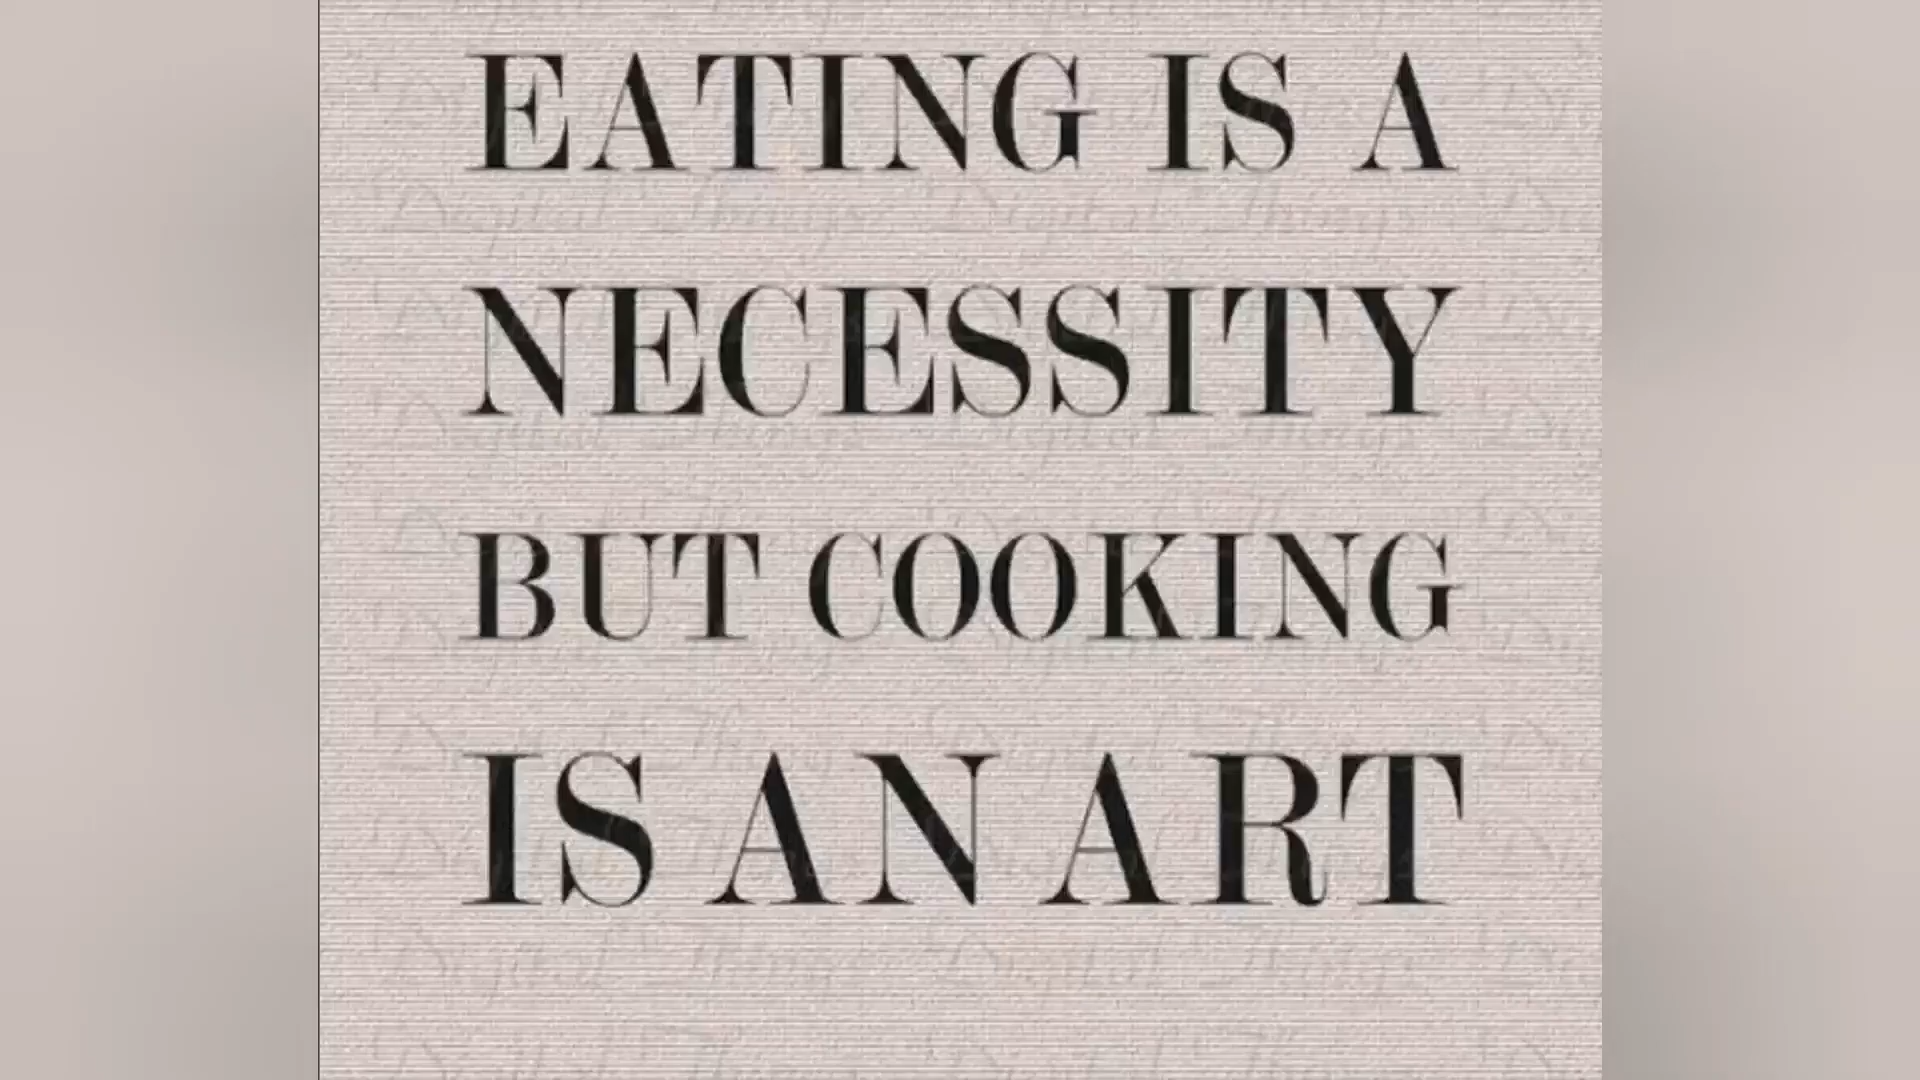 EATING IS A
NECESSITY
BUT COOKING
IS AN ART